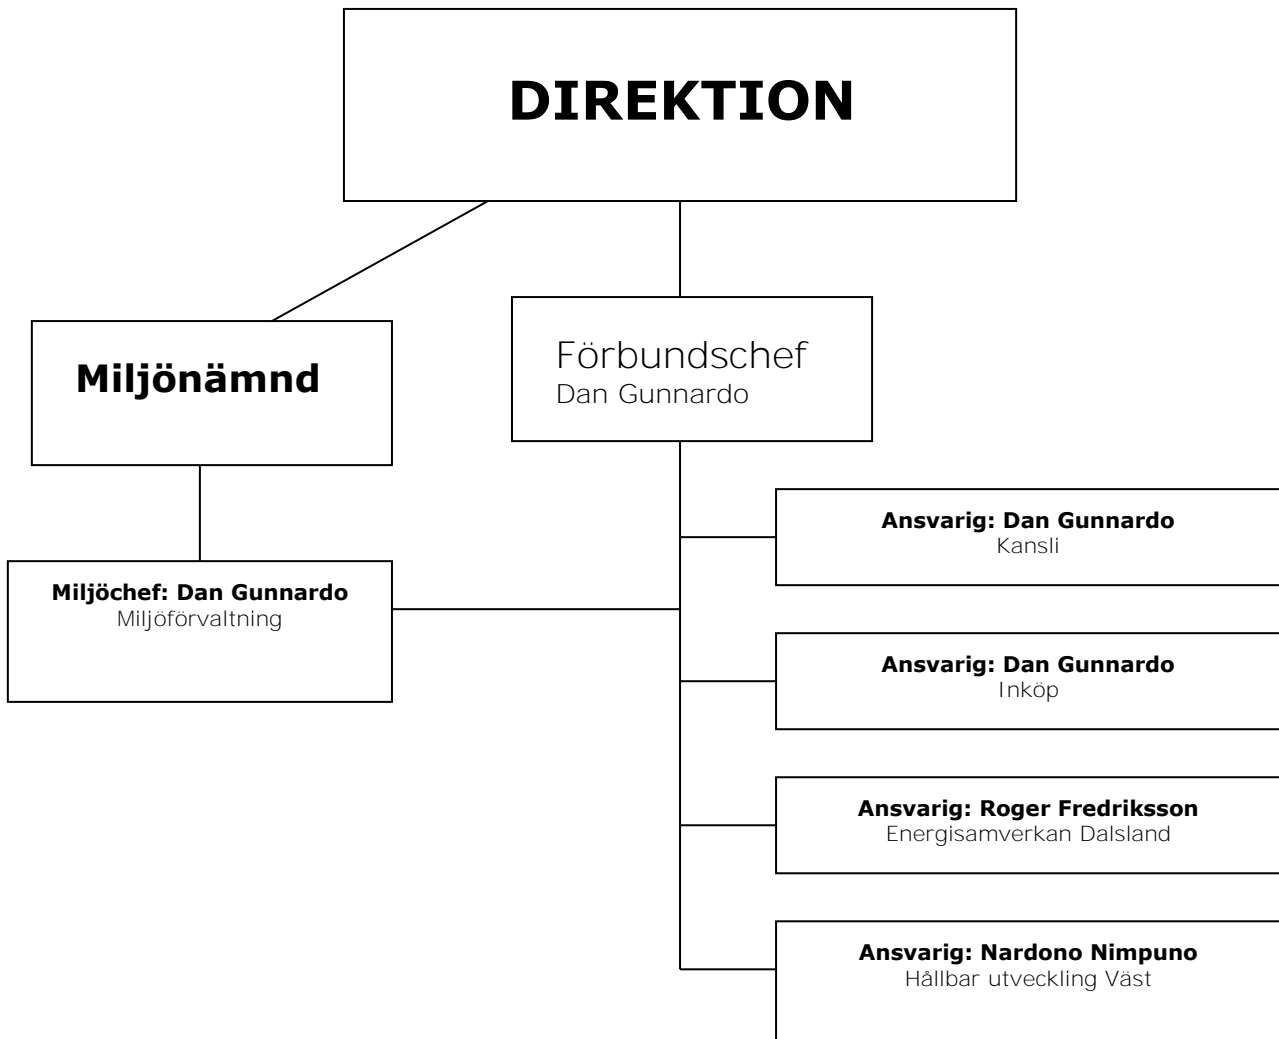 DIREKTION
Miljönämnd
Förbundschef
Dan Gunnardo
Miljöchef: Dan Gunnardo
Miljöförvaltning
Ansvarig: Dan Gunnardo
Kansli
Ansvarig: Dan Gunnardo
Inköp
Ansvarig: Roger Fredriksson
Energisamverkan Dalsland
Ansvarig: Nardono Nimpuno
Hållbar utveckling Väst